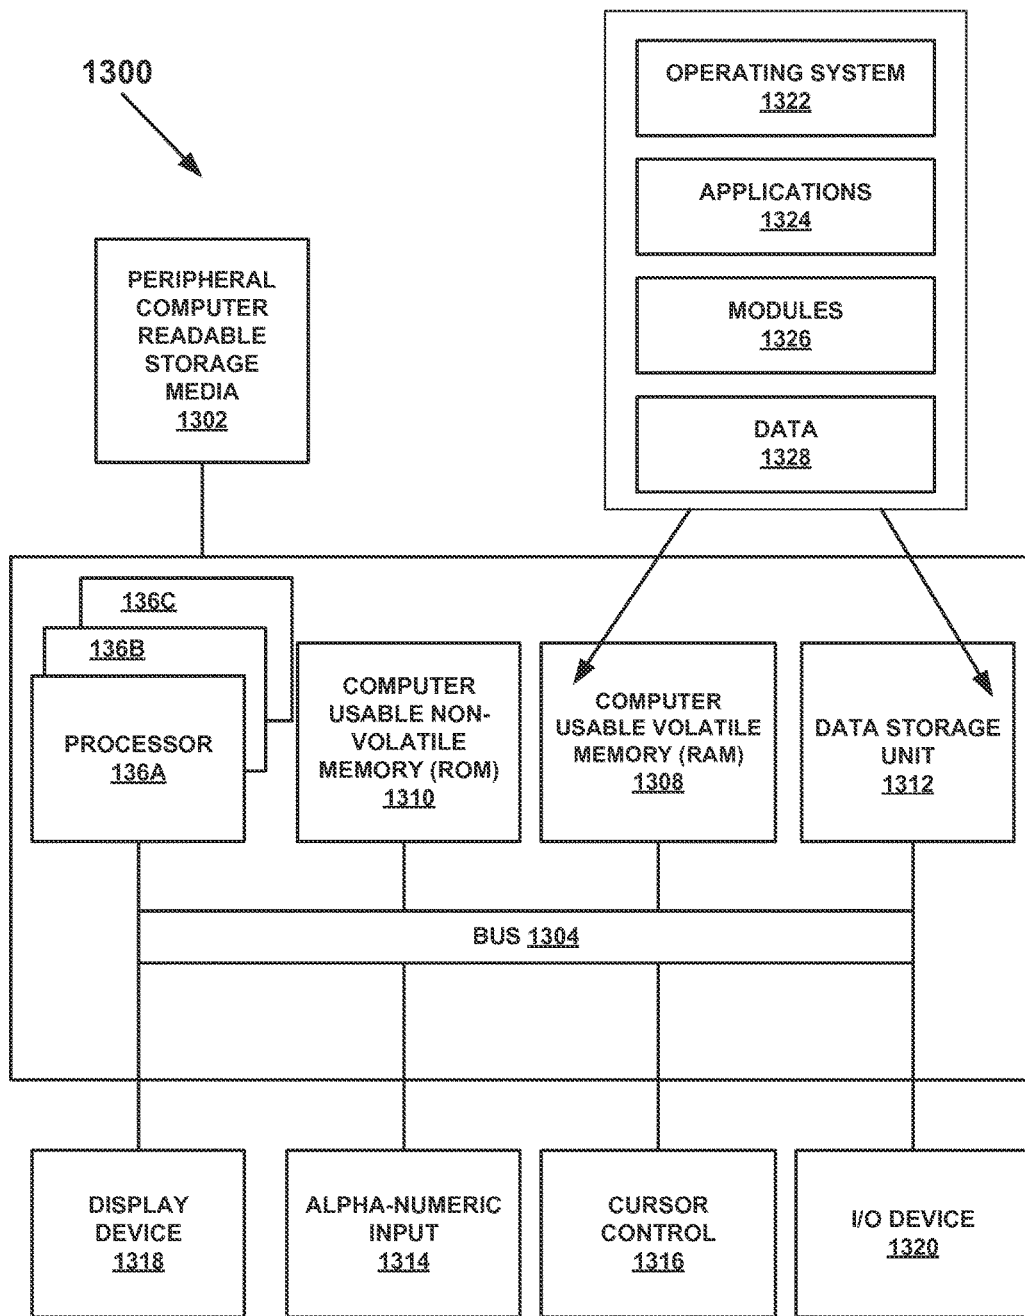 1300
OPERATING SYSTEM
1322
APPLICATIONS
1324
MODULES
1326
DATA
1328
PERIPHERAL
COMPUTER
READABLE
STORAGE
MEDIA
1302
136C
136B
PROCESSOR
136A
COMPUTER
USABLE NON-
VOLATILE
MEMORY (ROM)
1310
COMPUTER
USABLE VOLATILE
MEMORY (RAM)
1308
DATA STORAGE
UNIT
1312
BUS 1304
DISPLAY
DEVICE
1318
ALPHA-NUMERIC
INPUT
1314
CURSOR
CONTROL
1316
I/O DEVICE
1320